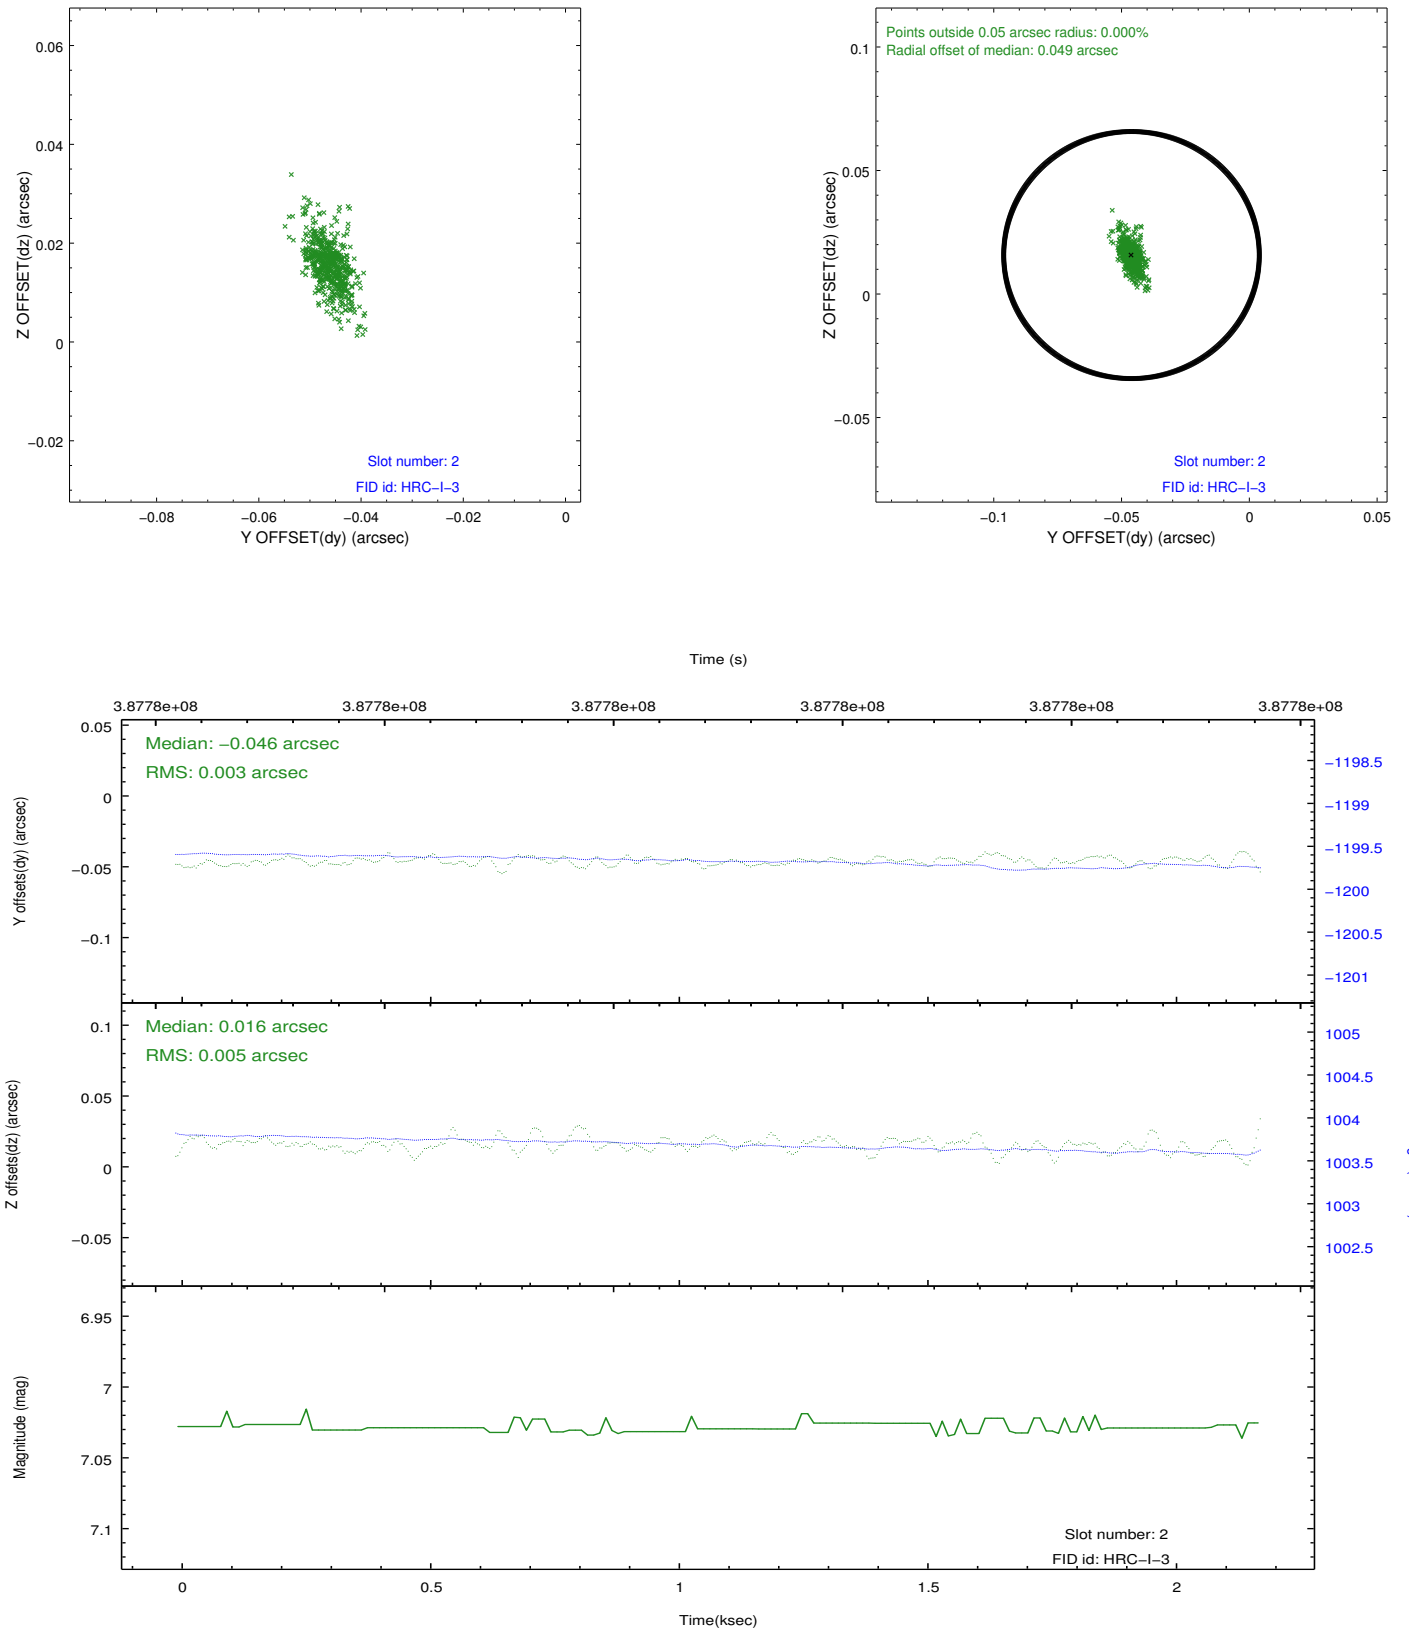 0.06
0.04
0.02
0
−0.02
Z OFFSET(dz) (arcsec)
Slot number: 2
FID id: HRC−I−3
−0.08
−0.06
−0.04
−0.02
0
Y OFFSET(dy) (arcsec)
Points outside 0.05 arcsec radius: 0.000%
Radial offset of median: 0.049 arcsec
0.1
0.05
0
−0.05
Z OFFSET(dz) (arcsec)
Slot number: 2
FID id: HRC−I−3
−0.1
−0.05
0
0.05
Y OFFSET(dy) (arcsec)
Time (s)
3.8778e+08
3.8778e+08
3.8778e+08
3.8778e+08
3.8778e+08
3.8778e+08
Median: −0.046 arcsec
RMS: 0.003 arcsec
0.05
0
−0.05
−0.1
Y offsets(dy) (arcsec)
−1198.5
−1199
−1199.5
−1200
−1200.5
−1201
Median: 0.016 arcsec
RMS: 0.005 arcsec
0.1
0.05
0
−0.05
Z offsets(dz) (arcsec)
1005
1004.5
1004
1003.5
1003
1002.5
6.95
7
7.05
7.1
Magnitude (mag)
Slot number: 2
FID id: HRC−I−3
0
0.5
1
1.5
2
Time(ksec)